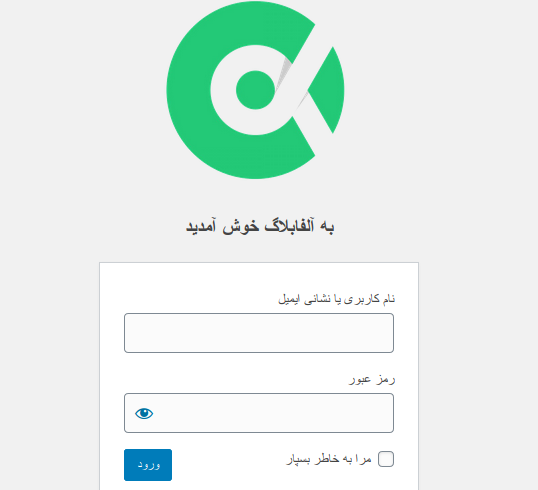 به آلفابلاگ خوش آمدید
نام کاربری یا نشانی ایمیل
رمز عبور
مرا به خاطر بسپار
ورود